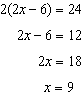 2(2x − 6) = 24
2x − 6 = 12
2x = 18
x = 9